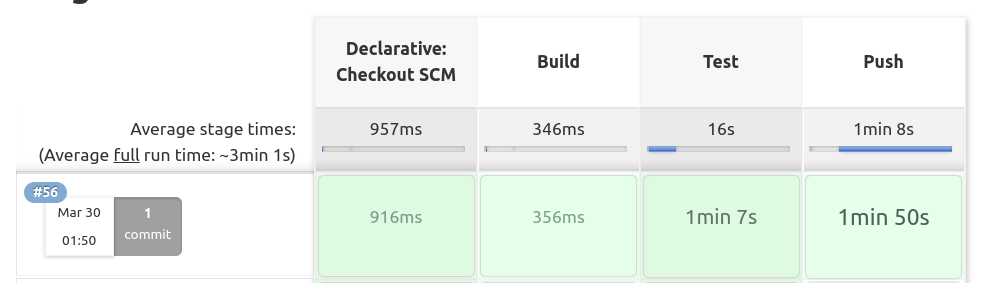 Declarative:
Checkout SCM
Build
Test
Push
Average stage times:
(Average full run time: ~3min 1s)
957ms
346ms
16s
1min 8s
#56
Mar 30
01:50
1
commit
916ms
356ms
1min 7s
1min 50s